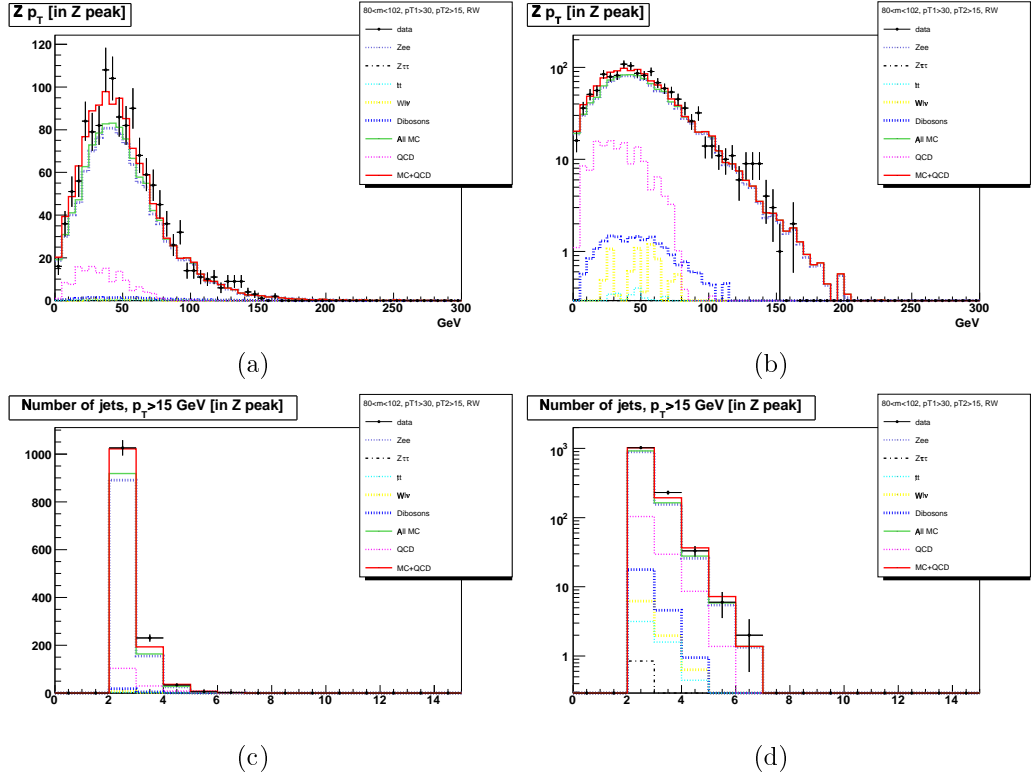 Z p_T [in Z peak]
80<m<102, pT1>30, pT2>15, RW
data
Zee
Zττ
tt
Wlν
Dibosons
All MC
QCD
MC+QCD
120
100
80
60
40
20
0
0 50 100 150 200 250 300
GeV
(a)
Z p_T [in Z peak]
80<m<102, pT1>30, pT2>15, RW
data
Zee
Zττ
tt
Wlν
Dibosons
All MC
QCD
MC+QCD
10^2
10
1
0 50 100 150 200 250 300
GeV
(b)
Number of jets, p_T>15 GeV [in Z peak]
80<m<102, pT1>30, pT2>15, RW
data
Zee
Zττ
tt
Wlν
Dibosons
All MC
QCD
MC+QCD
1000
800
600
400
200
0
0 2 4 6 8 10 12 14
(c)
Number of jets, p_T>15 GeV [in Z peak]
80<m<102, pT1>30, pT2>15, RW
data
Zee
Zττ
tt
Wlν
Dibosons
All MC
QCD
MC+QCD
10^3
10^2
10
1
0 2 4 6 8 10 12 14
(d)